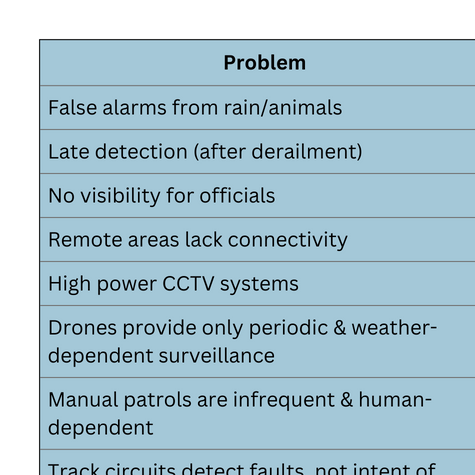 Problem
False alarms from rain/animals
Late detection (after derailment)
No visibility for officials
Remote areas lack connectivity
High power CCTV systems
Drones provide only periodic & weather-
dependent surveillance
Manual patrols are infrequent & human-
dependent
Track circuits detect faults, not intent of